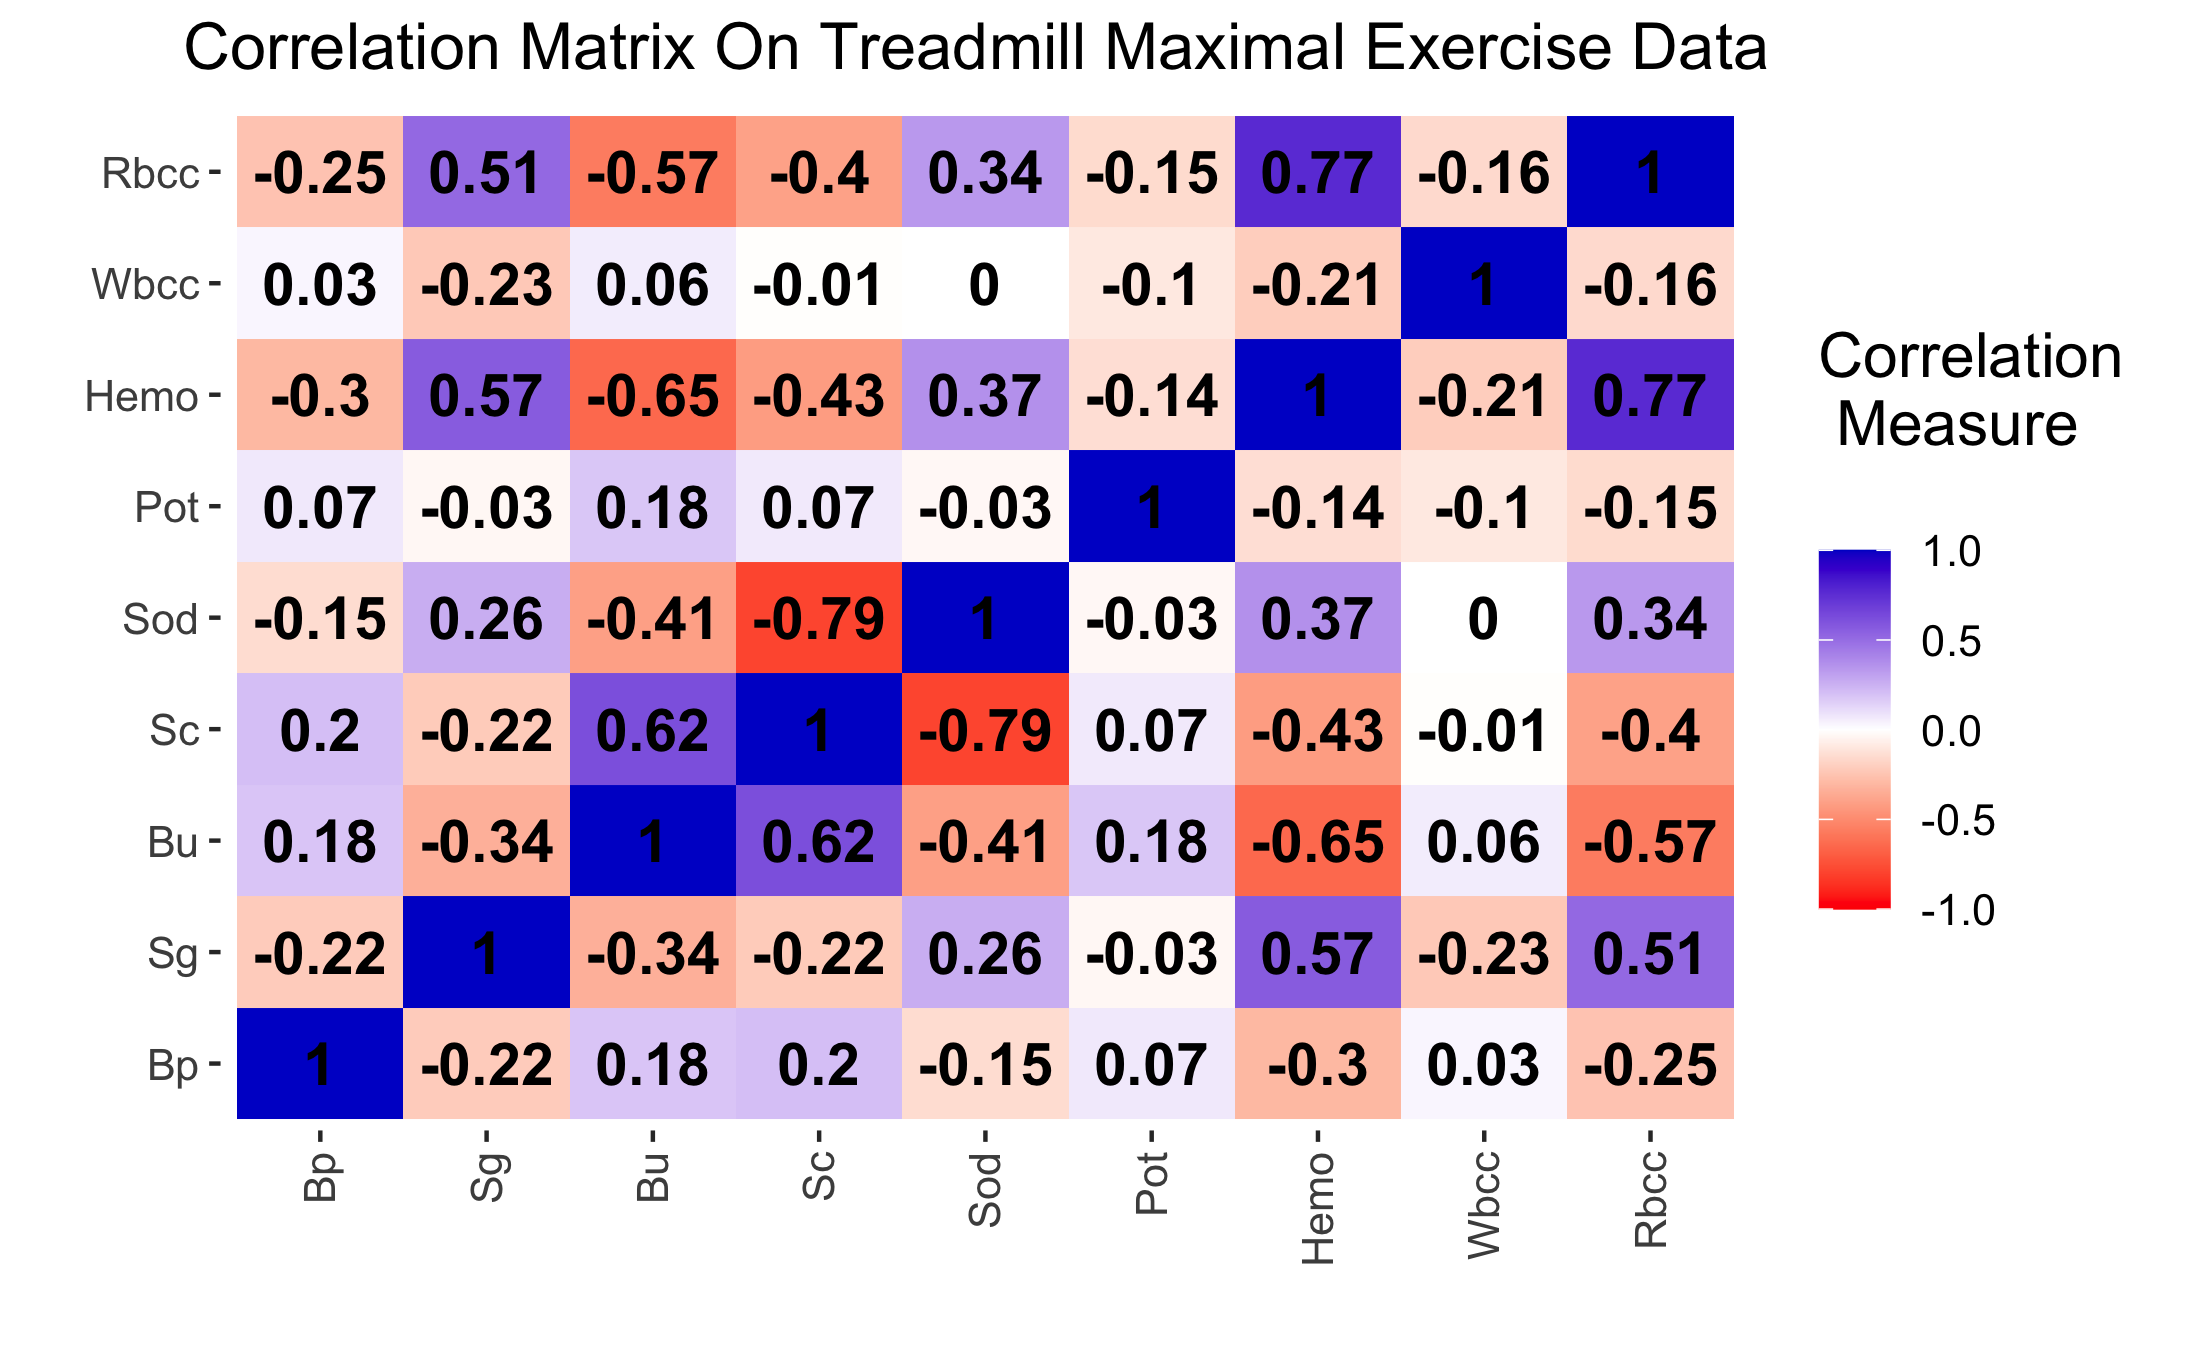 Correlation Matrix On Treadmill Maximal Exercise Data
Rbcc -0.25 0.51 -0.57 -0.4 0.34 -0.15 0.77 -0.16 1
Wbcc 0.03 -0.23 0.06 -0.01 0 -0.1 -0.21 1 -0.16
Hemo -0.3 0.57 -0.65 -0.43 0.37 -0.14 1 -0.21 0.77
Pot 0.07 -0.03 0.18 0.07 -0.03 1 -0.14 -0.1 -0.15
Sod -0.15 0.26 -0.41 -0.79 1 -0.03 0.37 0 0.34
Sc 0.2 -0.22 0.62 1 -0.79 0.07 -0.43 -0.01 -0.4
Bu 0.18 -0.34 1 0.62 -0.41 0.18 -0.65 0.06 -0.57
Sg -0.22 1 -0.34 -0.22 0.26 -0.03 0.57 -0.23 0.51
Bp 1 -0.22 0.18 0.2 -0.15 0.07 -0.3 0.03 -0.25
Bp Sg Bu Sc Sod Pot Hemo Wbcc Rbcc
Correlation
Measure
1.0
0.5
0.0
-0.5
-1.0